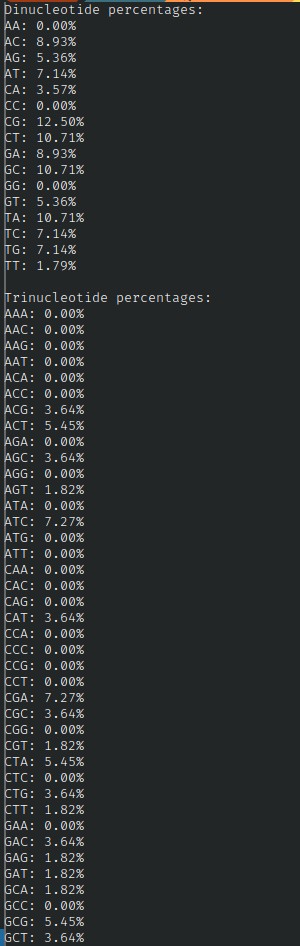 Dinucleotide percentages:
AA: 0.00%
AC: 8.93%
AG: 5.36%
AT: 7.14%
CA: 3.57%
CC: 0.00%
CG: 12.50%
CT: 10.71%
GA: 8.93%
GC: 10.71%
GG: 0.00%
GT: 5.36%
TA: 10.71%
TC: 7.14%
TG: 7.14%
TT: 1.79%

Trinucleotide percentages:
AAA: 0.00%
AAC: 0.00%
AAG: 0.00%
AAT: 0.00%
ACA: 0.00%
ACC: 0.00%
ACG: 3.64%
ACT: 5.45%
AGA: 0.00%
AGC: 3.64%
AGG: 0.00%
AGT: 1.82%
ATA: 0.00%
ATC: 7.27%
ATG: 0.00%
ATT: 0.00%
CAA: 0.00%
CAC: 0.00%
CAG: 0.00%
CAT: 3.64%
CCA: 0.00%
CCC: 0.00%
CCG: 0.00%
CCT: 0.00%
CGA: 7.27%
CGC: 3.64%
CGG: 0.00%
CGT: 1.82%
CTA: 5.45%
CTC: 0.00%
CTG: 3.64%
CTT: 1.82%
GAA: 0.00%
GAC: 3.64%
GAG: 1.82%
GAT: 1.82%
GCA: 1.82%
GCC: 0.00%
GCG: 5.45%
GCT: 3.64%